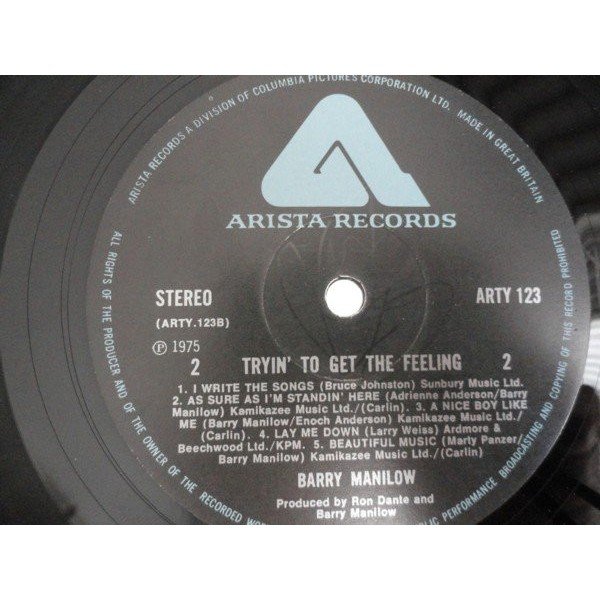 ARISTA RECORDS A DIVISION OF COLUMBIA PICTURES CORPORATION LTD. MADE IN GREAT BRITAIN
ARISTA RECORDS
STEREO
ARTY 123
(ARTY.123B)
℗ 1975
2 TRYIN' TO GET THE FEELING 2
1. I WRITE THE SONGS (Bruce Johnston) Sunbury Music Ltd.
2. AS SURE AS I'M STANDIN' HERE (Adrienne Anderson/Barry
Manilow) Kamikazee Music Ltd./(Carlin). 3. A NICE BOY LIKE
ME (Barry Manilow/Enoch Anderson) Kamikazee Music Ltd./
(Carlin). 4. LAY ME DOWN (Larry Weiss) Ardmore &
Beechwood Ltd./KPM. 5. BEAUTIFUL MUSIC (Marty Panzer/
Barry Manilow) Kamikazee Music Ltd./(Carlin)
BARRY MANILOW
Produced by Ron Dante and
Barry Manilow
ALL RIGHTS OF THE PRODUCER AND OF THE OWNER OF THE RECORDED PERFORMANCE BROADCASTING AND COPYING OF THIS RECORD PROHIBITED